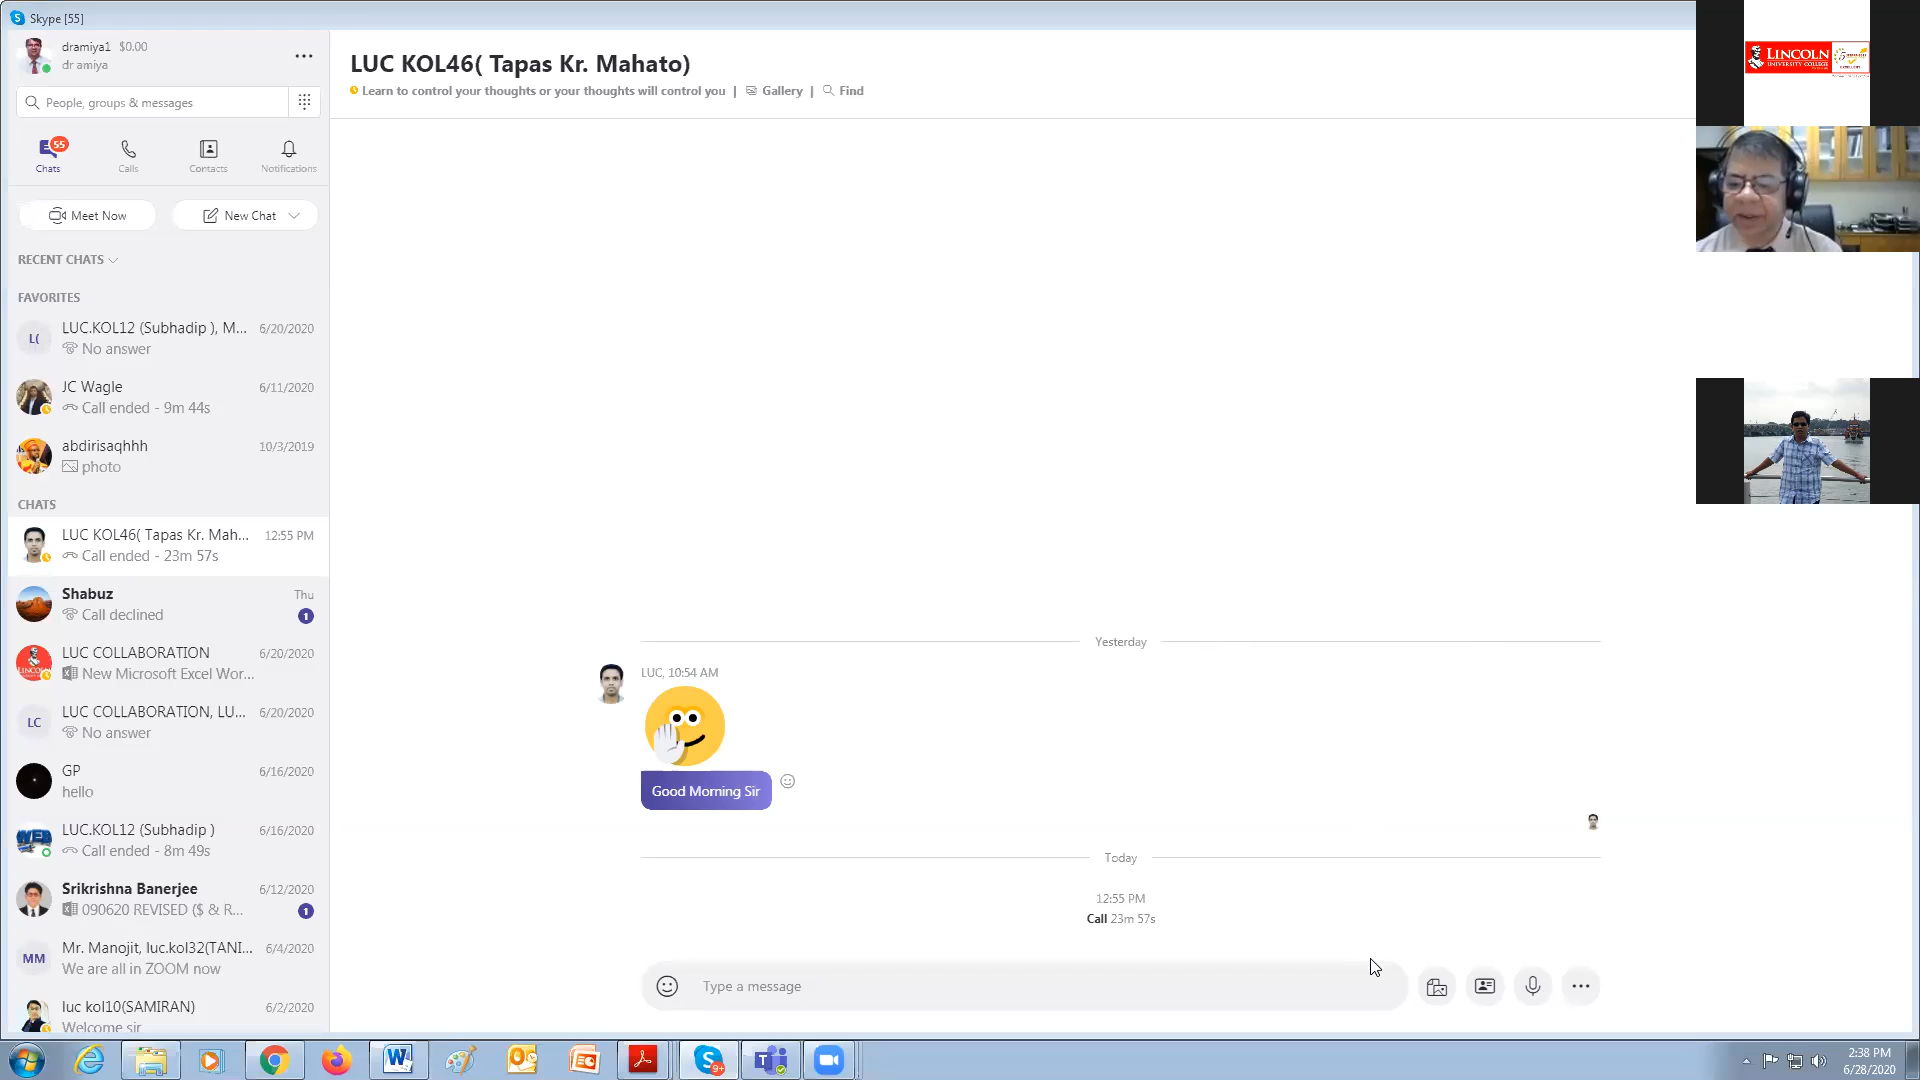 Skype [55]
dramiya1 $0.00
dr amiya
People, groups & messages
55
Chats
Calls
Contacts
Notifications
Meet Now
New Chat
RECENT CHATS
FAVORITES
L(
LUC.KOL12 (Subhadip ), M... 6/20/2020
No answer
JC Wagle 6/11/2020
Call ended - 9m 44s
abdirisaqhhh 10/3/2019
photo
CHATS
LUC KOL46( Tapas Kr. Mah... 12:55 PM
Call ended - 23m 57s
Shabuz Thu
Call declined 1
LUC COLLABORATION 6/20/2020
New Microsoft Excel Wor...
LC
LUC COLLABORATION, LU... 6/20/2020
No answer
GP 6/16/2020
hello
LUC.KOL12 (Subhadip ) 6/16/2020
Call ended - 8m 49s
Srikrishna Banerjee 6/12/2020
090620 REVISED ($ & R... 1
MM
Mr. Manojit, luc.kol32(TANI... 6/4/2020
We are all in ZOOM now
luc kol10(SAMIRAN) 6/2/2020
Welcome sir
LUC KOL46( Tapas Kr. Mahato)
Learn to control your thoughts or your thoughts will control you | Gallery | Find
Yesterday
LUC, 10:54 AM
Good Morning Sir
Today
12:55 PM
Call 23m 57s
Type a message
LINCOLN
UNIVERSITY COLLEGE
9+
2:38 PM
6/28/2020